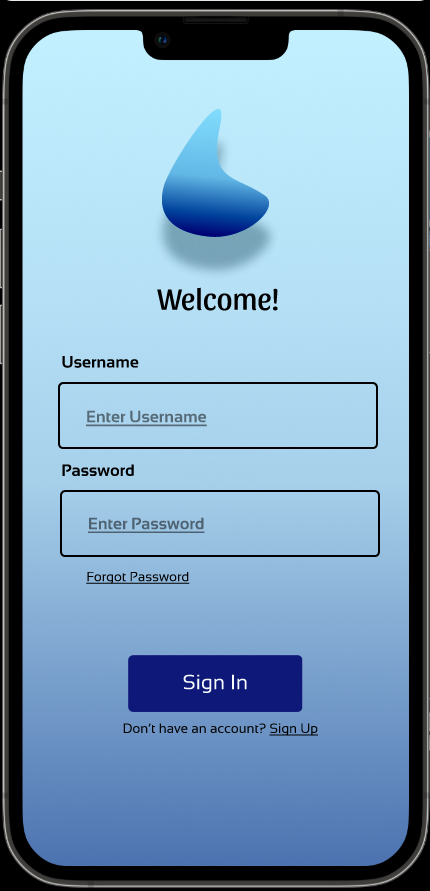 Welcome!
Username
Enter Username
Password
Enter Password
Forgot Password
Sign In
Don't have an account? Sign Up